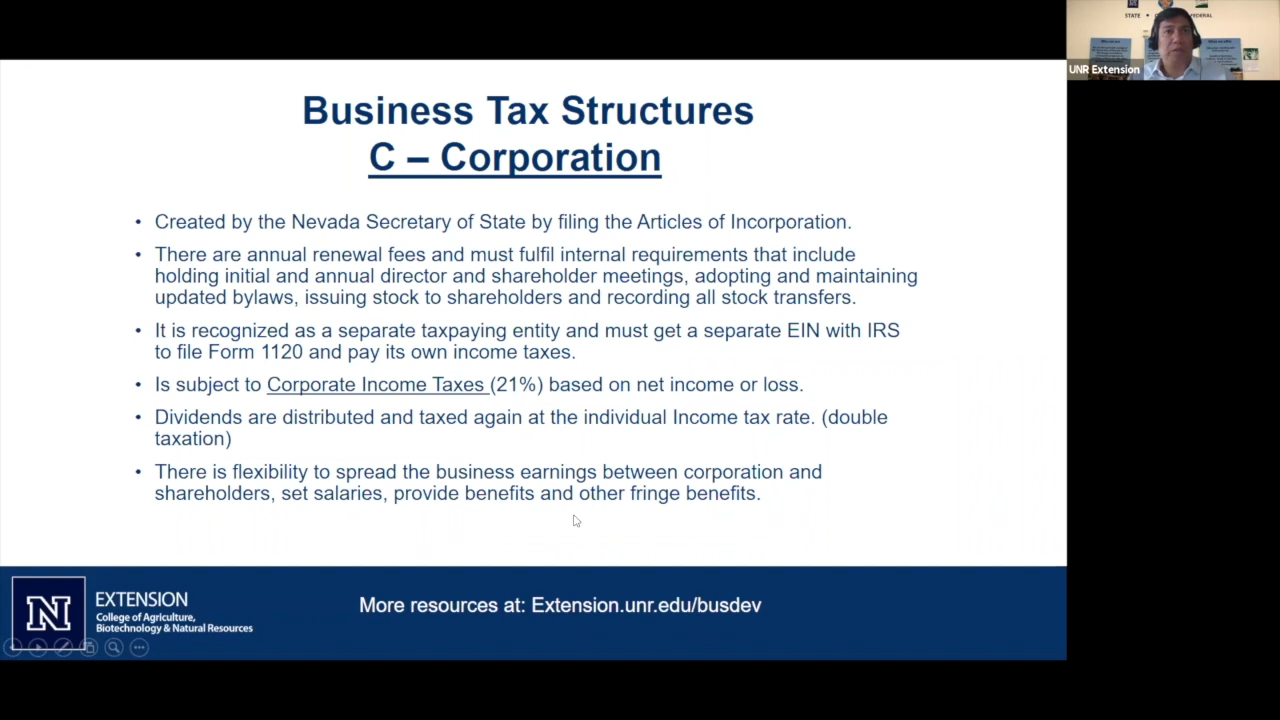 STATE
FEDERAL
UNR Extension
Business Tax Structures
C – Corporation
• Created by the Nevada Secretary of State by filing the Articles of Incorporation.
• There are annual renewal fees and must fulfil internal requirements that include
holding initial and annual director and shareholder meetings, adopting and maintaining
updated bylaws, issuing stock to shareholders and recording all stock transfers.
• It is recognized as a separate taxpaying entity and must get a separate EIN with IRS
to file Form 1120 and pay its own income taxes.
• Is subject to Corporate Income Taxes (21%) based on net income or loss.
• Dividends are distributed and taxed again at the individual Income tax rate. (double
taxation)
• There is flexibility to spread the business earnings between corporation and
shareholders, set salaries, provide benefits and other fringe benefits.
N
EXTENSION
College of Agriculture,
Biotechnology & Natural Resources
More resources at: Extension.unr.edu/busdev